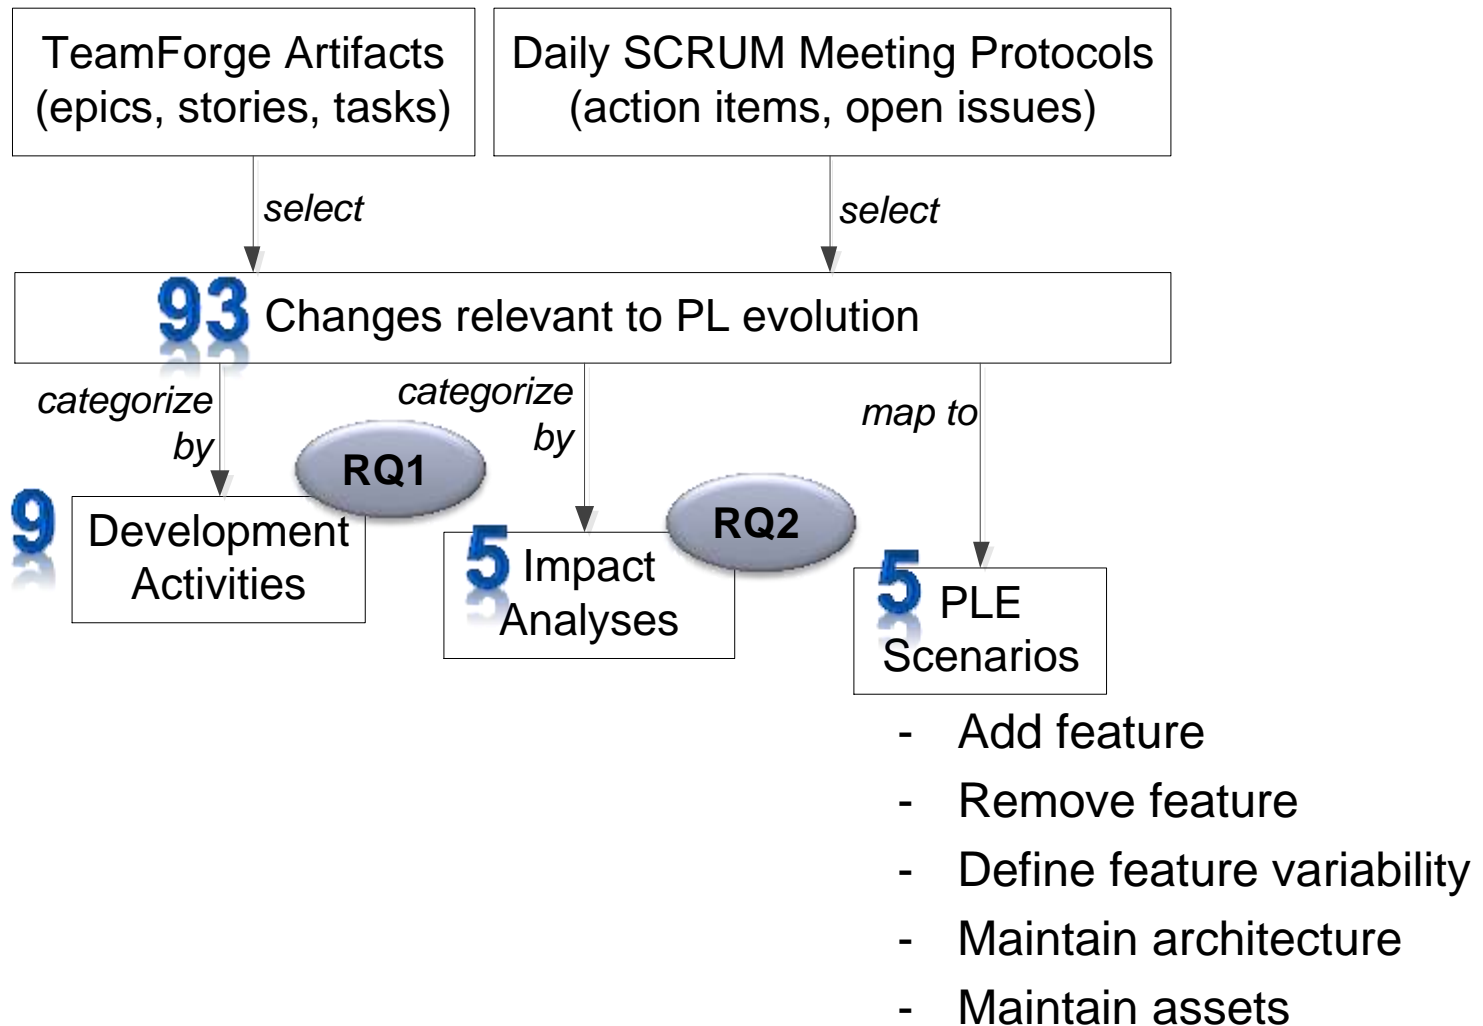 TeamForge Artifacts
(epics, stories, tasks)
Daily SCRUM Meeting Protocols
(action items, open issues)
select
select
93 Changes relevant to PL evolution
categorize
by
categorize
by
map to
RQ1
RQ2
9 Development
Activities
5 Impact
Analyses
5 PLE
Scenarios
- Add feature
- Remove feature
- Define feature variability
- Maintain architecture
- Maintain assets